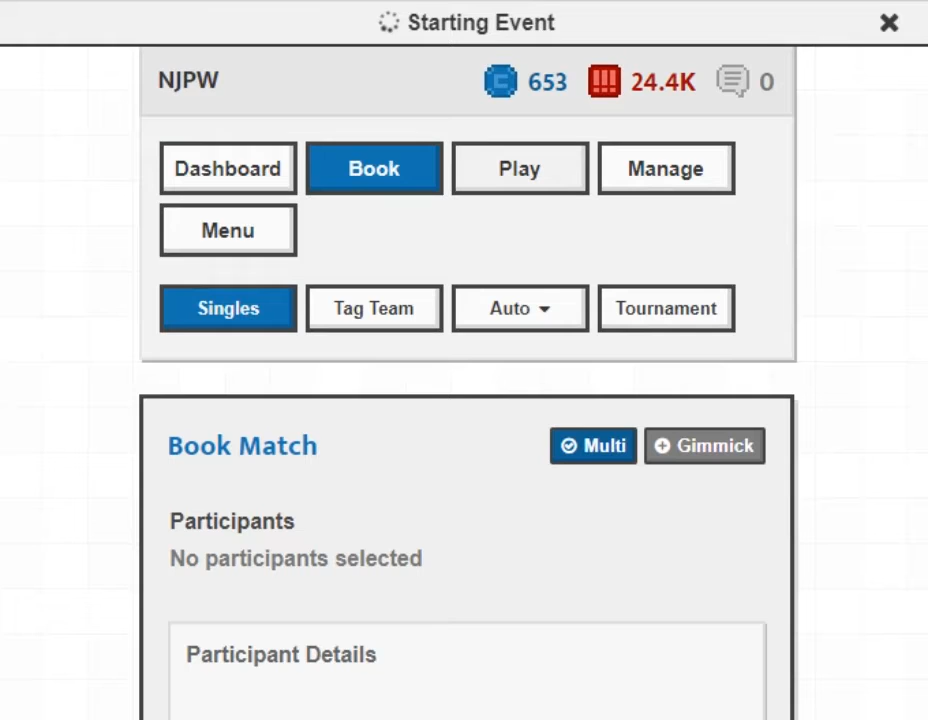 Starting Event
NJPW 653 24.4K 0
Dashboard Book Play Manage
Menu
Singles Tag Team Auto Tournament
Book Match Multi Gimmick
Participants
No participants selected
Participant Details